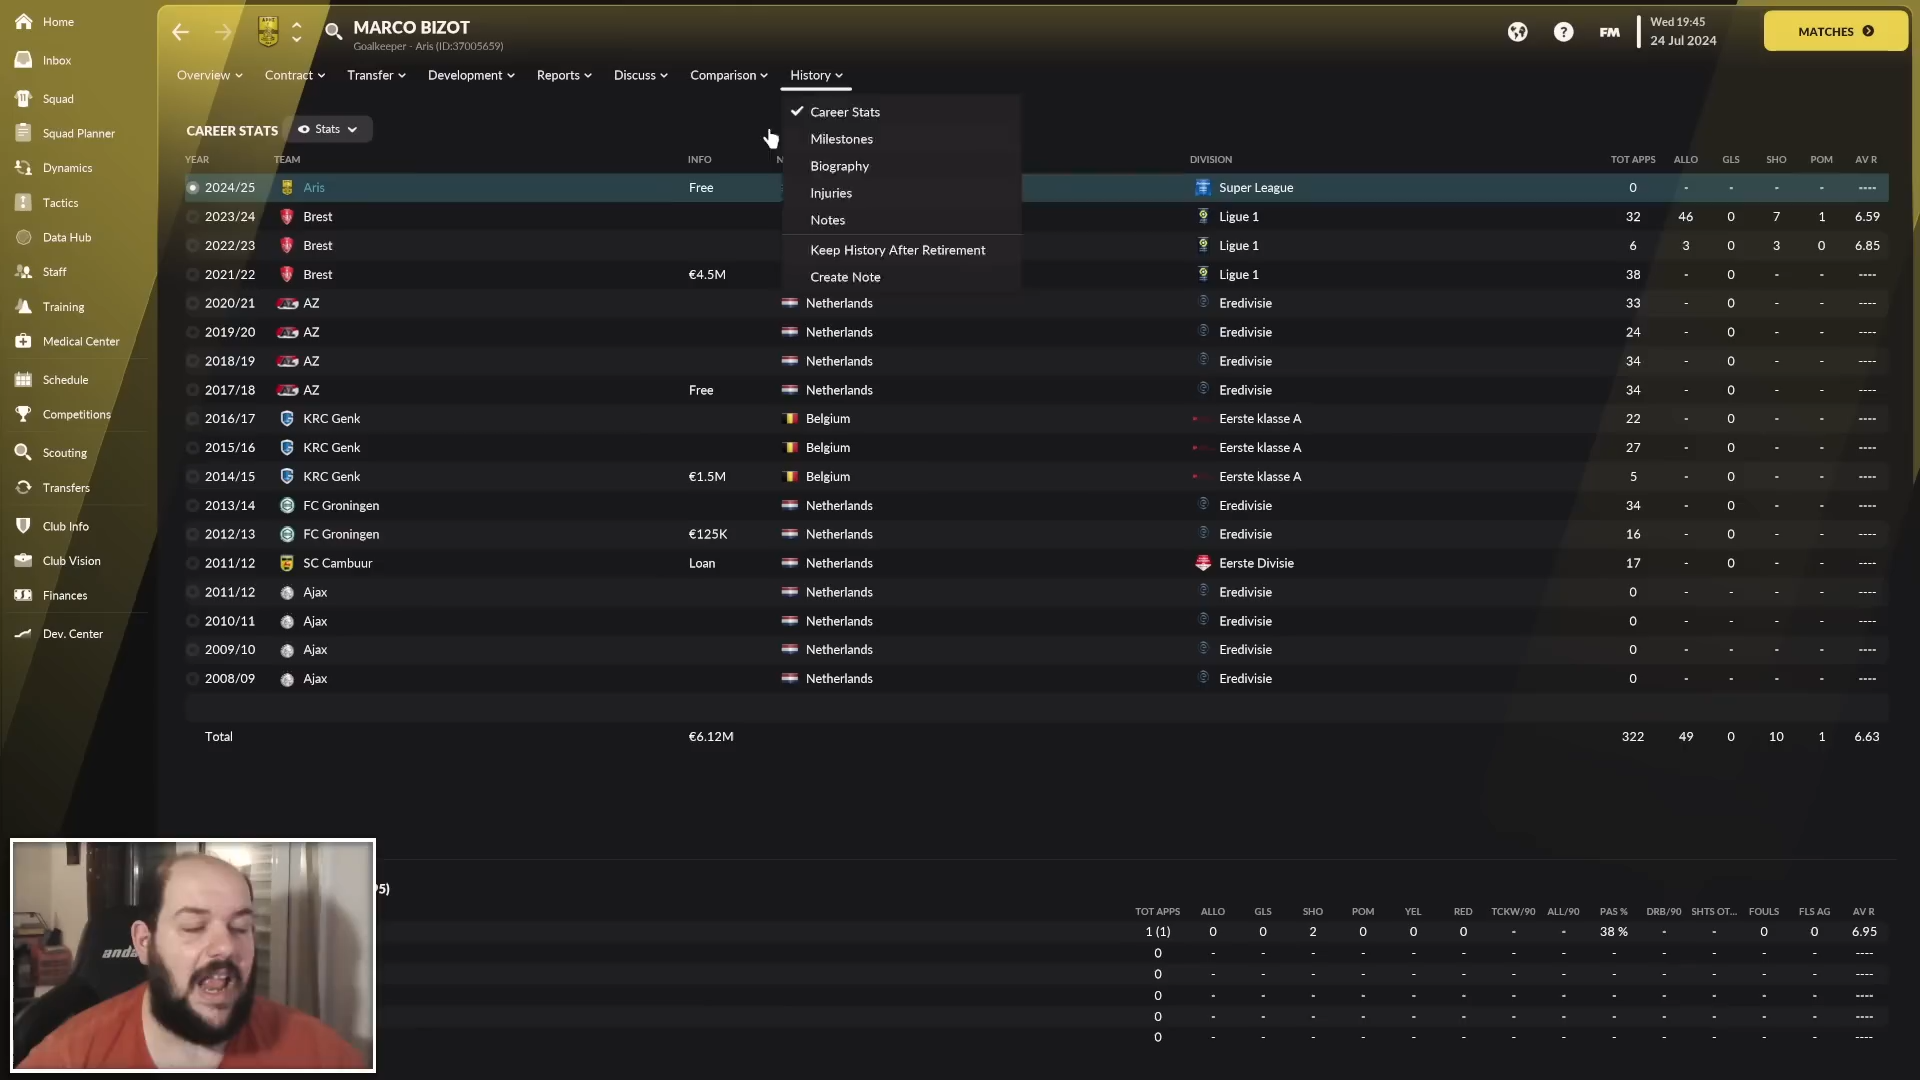 Home
Inbox
Squad
Squad Planner
Dynamics
Tactics
Data Hub
Staff
Training
Medical Center
Schedule
Competitions
Scouting
Transfers
Club Info
Club Vision
Finances
Dev. Center
MARCO BIZOT
Goalkeeper - Aris (ID:37005659)
FM
Wed 19:45
24 Jul 2024
MATCHES
Overview Contract Transfer Development Reports Discuss Comparison History
Career Stats
Milestones
Biography
Injuries
Notes
Keep History After Retirement
Create Note
CAREER STATS Stats
YEAR TEAM INFO N DIVISION TOT APPS ALLO GLS SHO POM AV R
2024/25 Aris Free Super League 0 - - - - ----
2023/24 Brest Ligue 1 32 46 0 7 1 6.59
2022/23 Brest Ligue 1 6 3 0 3 0 6.85
2021/22 Brest €4.5M Ligue 1 38 - 0 - - ----
2020/21 AZ Netherlands Eredivisie 33 - 0 - - ----
2019/20 AZ Netherlands Eredivisie 24 - 0 - - ----
2018/19 AZ Netherlands Eredivisie 34 - 0 - - ----
2017/18 AZ Free Netherlands Eredivisie 34 - 0 - - ----
2016/17 KRC Genk Belgium Eerste klasse A 22 - 0 - - ----
2015/16 KRC Genk Belgium Eerste klasse A 27 - 0 - - ----
2014/15 KRC Genk €1.5M Belgium Eerste klasse A 5 - 0 - - ----
2013/14 FC Groningen Netherlands Eredivisie 34 - 0 - - ----
2012/13 FC Groningen €125K Netherlands Eredivisie 16 - 0 - - ----
2011/12 SC Cambuur Loan Netherlands Eerste Divisie 17 - 0 - - ----
2011/12 Ajax Netherlands Eredivisie 0 - - - - ----
2010/11 Ajax Netherlands Eredivisie 0 - - - - ----
2009/10 Ajax Netherlands Eredivisie 0 - - - - ----
2008/09 Ajax Netherlands Eredivisie 0 - - - - ----
Total €6.12M 322 49 0 10 1 6.63
95)
TOT APPS ALLO GLS SHO POM YEL RED TCKW/90 ALL/90 PAS % DRB/90 SHTS OT... FOULS FLS AG AV R
1 (1) 0 0 2 0 0 0 - - 38 % - - 0 0 6.95
0 - - - - - - - - - - - - - ----
0 - - - - - - - - - - - - - ----
0 - - - - - - - - - - - - - ----
0 - - - - - - - - - - - - - ----
0 - - - - - - - - - - - - - ----
anda